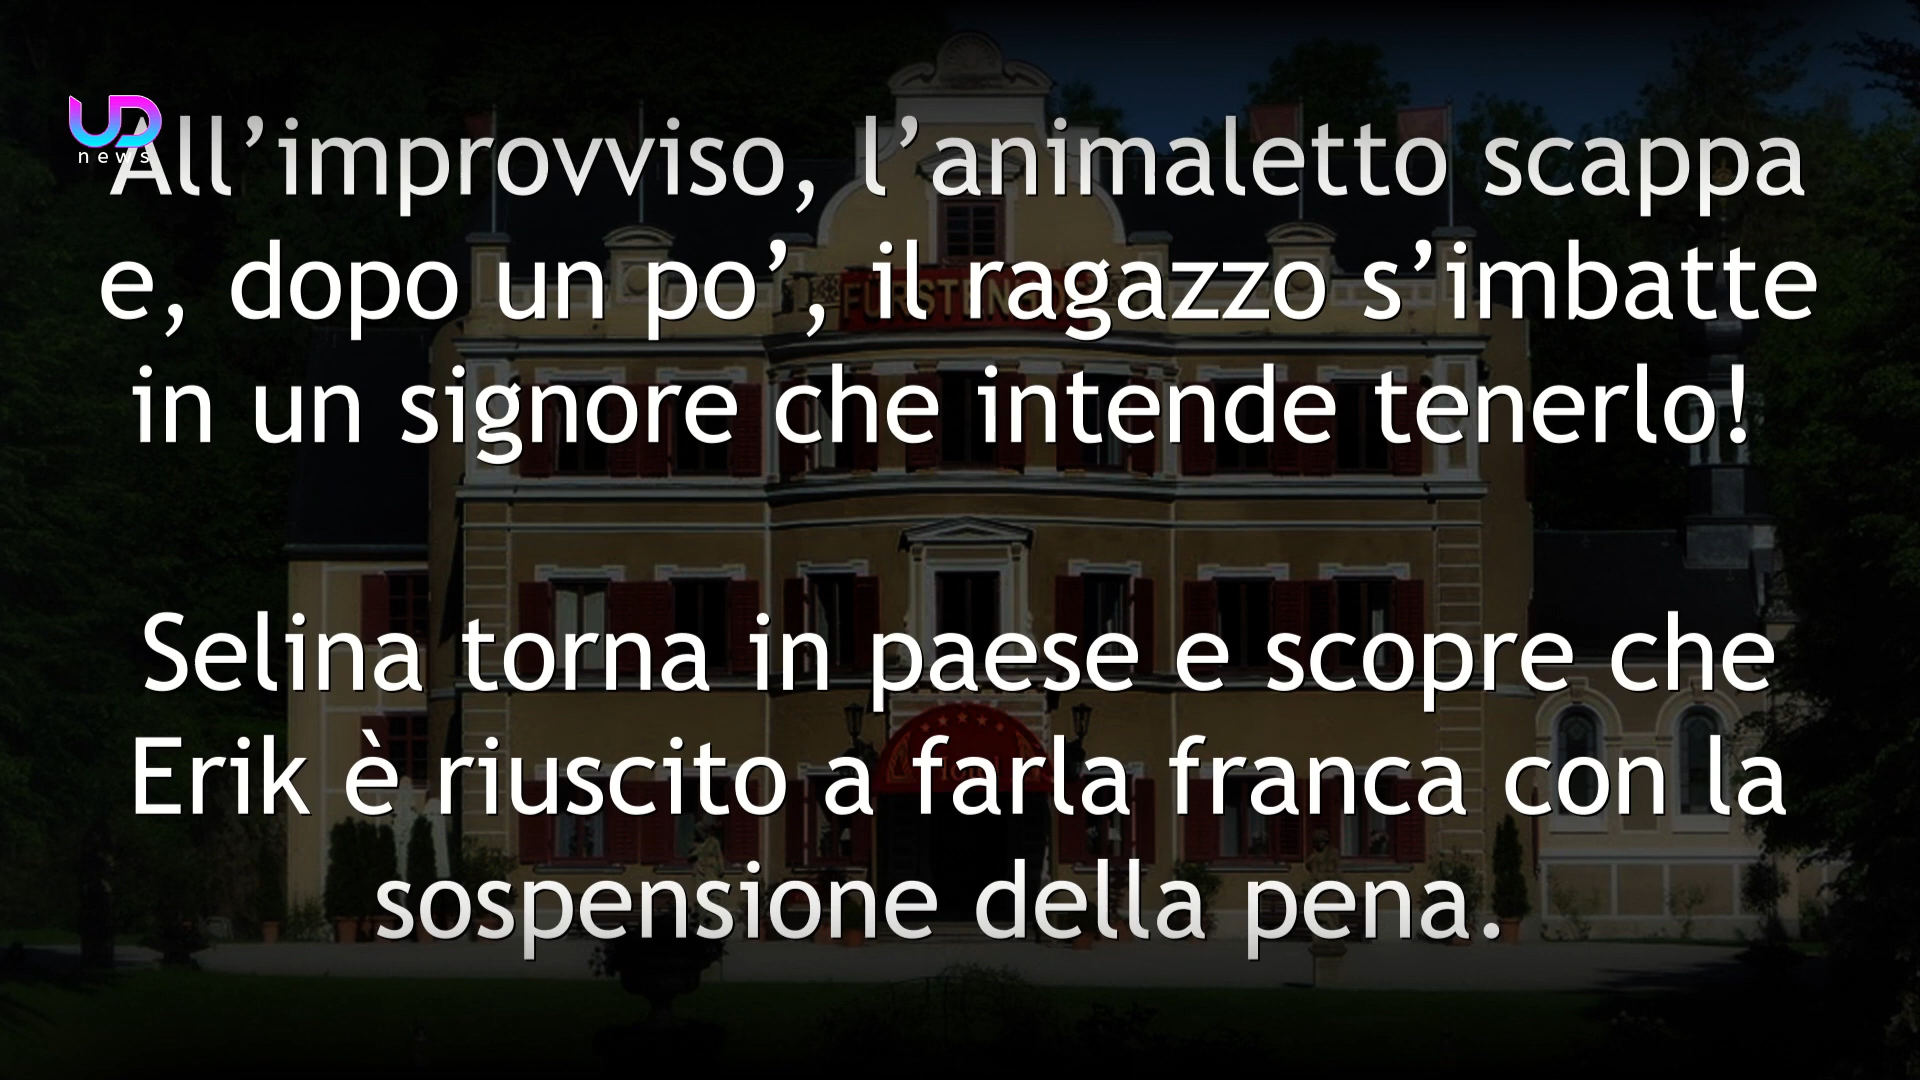 UD
news
All’improvviso, l’animaletto scappa
e, dopo un po’, il ragazzo s’imbatte
in un signore che intende tenerlo!
FÜRSTENHOF
Selina torna in paese e scopre che
Erik è riuscito a farla franca con la
sospensione della pena.